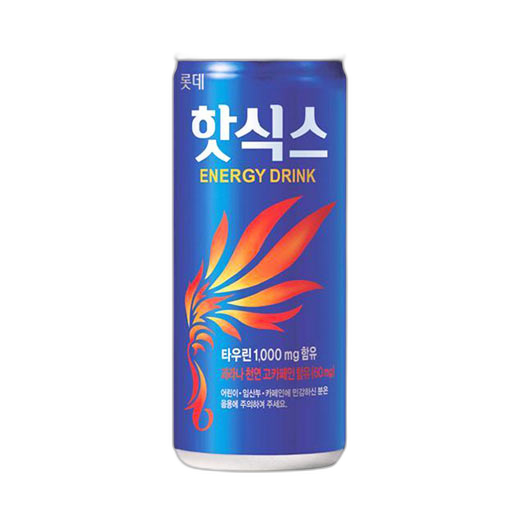 롯데
핫식스
ENERGY DRINK
타우린 1,000 mg 함유
과라나 천연 고카페인 함유 (60 mg)
어린이·임산부·카페인에 민감하신 분은
음용에 주의하여 주세요.